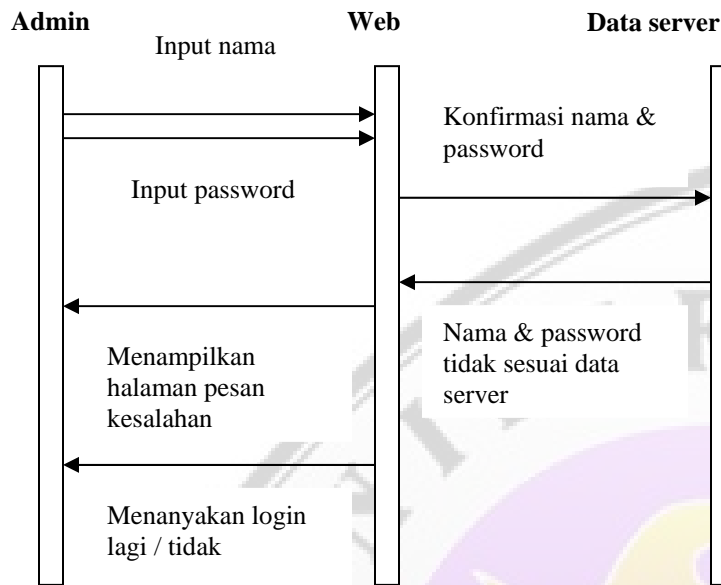 Admin
Web
Data server
Input nama
Konfirmasi nama &
password
Input password
Nama & password
tidak sesuai data
server
Menampilkan
halaman pesan
kesalahan
Menanyakan login
lagi / tidak